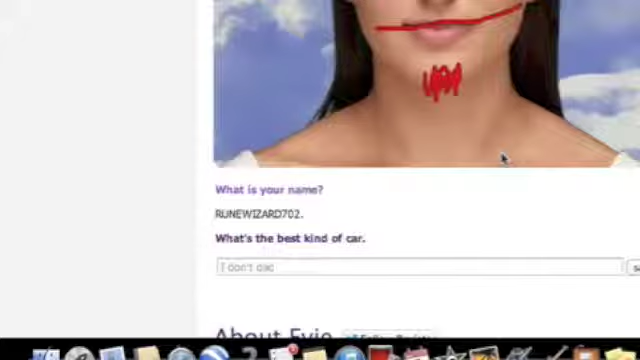 What is your name?
RUNEWIZARD702.
What's the best kind of car.
I don't
About Evie